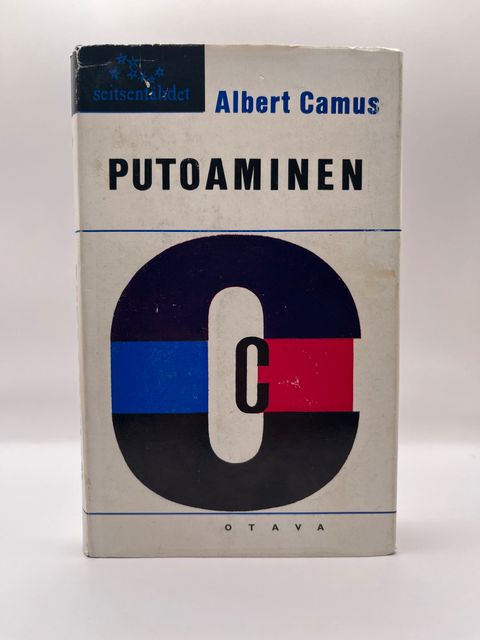 seitsentähdet
Albert Camus
PUTOAMINEN
C
C
OTAVA